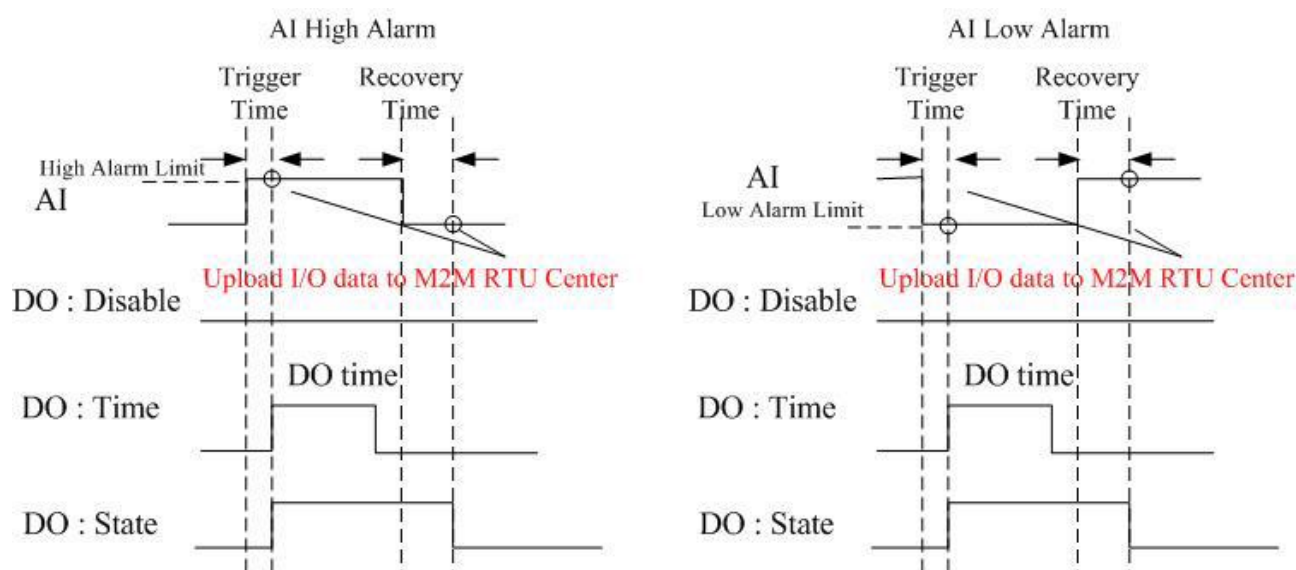 AI High Alarm
Trigger
Time
Recovery
Time
High Alarm Limit
AI
Upload I/O data to M2M RTU Center
DO : Disable
DO time
DO : Time
DO : State
AI Low Alarm
Trigger
Time
Recovery
Time
AI
Low Alarm Limit
Upload I/O data to M2M RTU Center
DO : Disable
DO time
DO : Time
DO : State